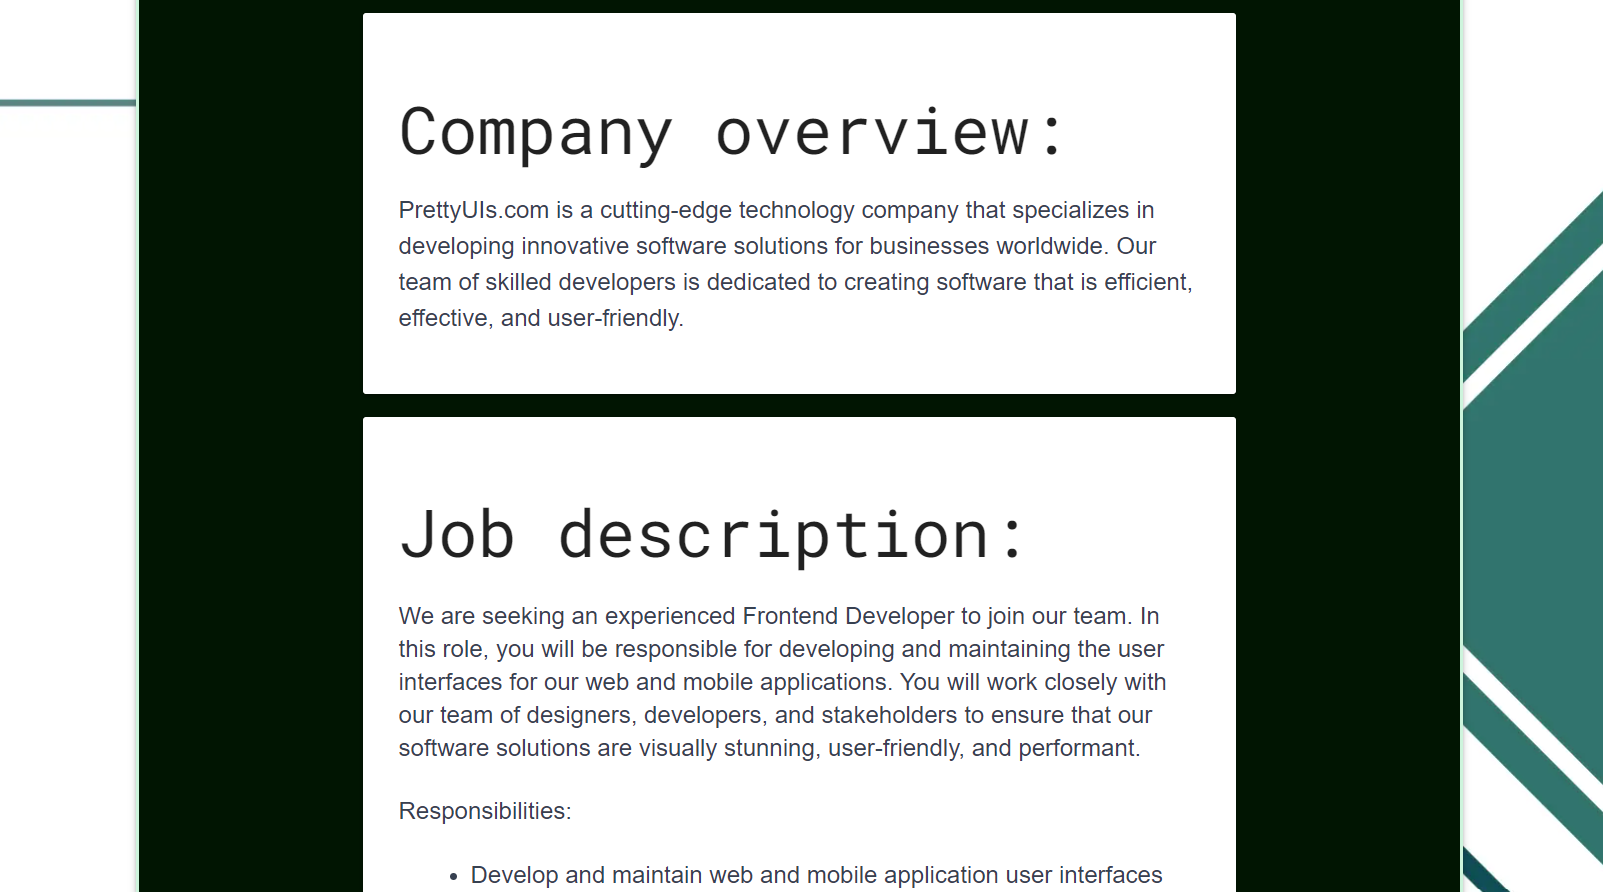 Company overview:
PrettyUIs.com is a cutting-edge technology company that specializes in
developing innovative software solutions for businesses worldwide. Our
team of skilled developers is dedicated to creating software that is efficient,
effective, and user-friendly.
Job description:
We are seeking an experienced Frontend Developer to join our team. In
this role, you will be responsible for developing and maintaining the user
interfaces for our web and mobile applications. You will work closely with
our team of designers, developers, and stakeholders to ensure that our
software solutions are visually stunning, user-friendly, and performant.
Responsibilities:
• Develop and maintain web and mobile application user interfaces